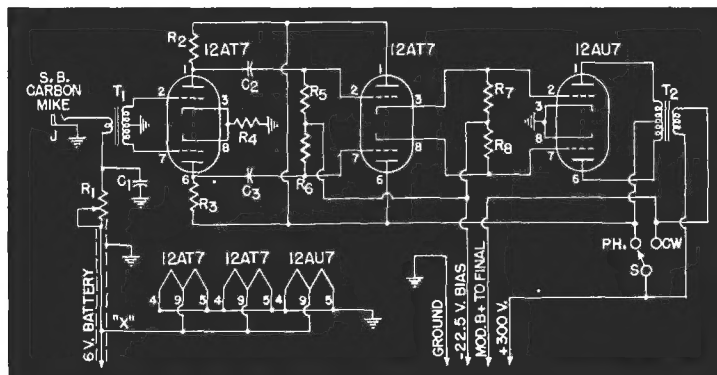 R2
12AT7
12AT7
12AU7
S. B.
CARBON
MIKE
J
T1
1
2
3
7
8
6
R4
C2
C3
R3
R5
R6
1
2
3
7
8
6
R7
R8
1
2
3
7
8
6
T2
R1
C1
PH.
CW
S
12AT7
12AT7
12AU7
4
9
5
4
9
5
4
9
5
"X"
6 V. BATTERY
GROUND
-22.5 V. BIAS
MOD. B+ TO FINAL
+300 V.